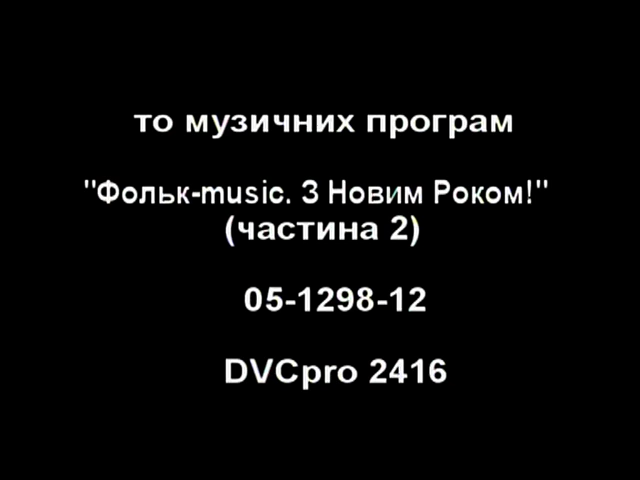 то музичних програм
"Фольк-music. З Новим Роком!"
(частина 2)
05-1298-12
DVCpro 2416